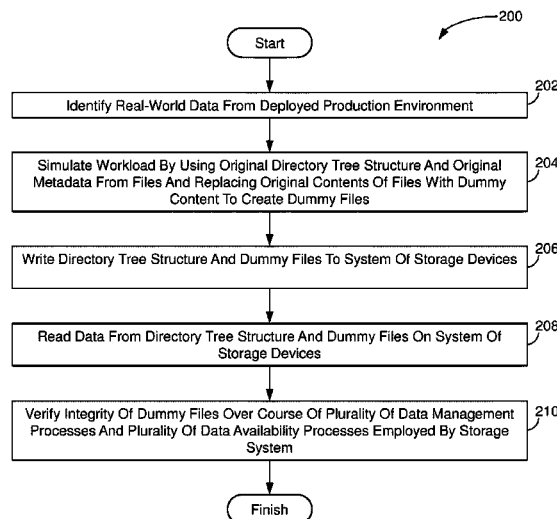 200
Start
202
Identify Real-World Data From Deployed Production Environment
204
Simulate Workload By Using Original Directory Tree Structure And Original
Metadata From Files And Replacing Original Contents Of Files With Dummy
Content To Create Dummy Files
206
Write Directory Tree Structure And Dummy Files To System Of Storage Devices
208
Read Data From Directory Tree Structure And Dummy Files On System Of
Storage Devices
210
Verify Integrity Of Dummy Files Over Course Of Plurality Of Data Management
Processes And Plurality Of Data Availability Processes Employed By Storage
System
Finish